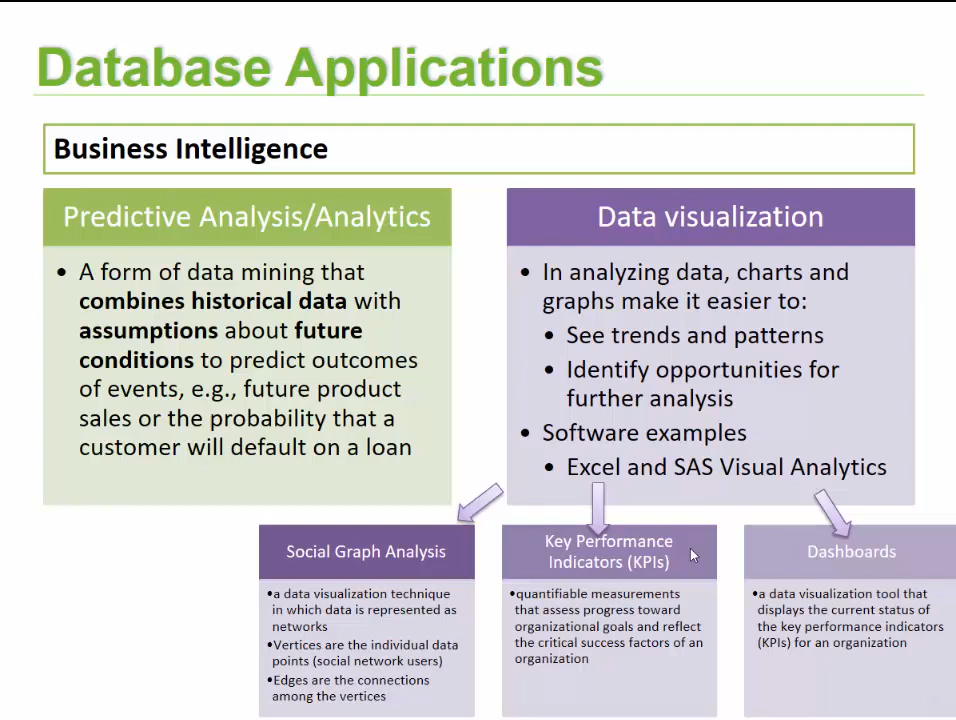 Database Applications
Business Intelligence
Predictive Analysis/Analytics
• A form of data mining that
combines historical data with
assumptions about future
conditions to predict outcomes
of events, e.g., future product
sales or the probability that a
customer will default on a loan
Data visualization
• In analyzing data, charts and
graphs make it easier to:
• See trends and patterns
• Identify opportunities for
further analysis
• Software examples
• Excel and SAS Visual Analytics
Social Graph Analysis
•a data visualization technique
in which data is represented as
networks
•Vertices are the individual data
points (social network users)
•Edges are the connections
among the vertices
Key Performance
Indicators (KPIs)
•quantifiable measurements
that assess progress toward
organizational goals and reflect
the critical success factors of an
organization
Dashboards
•a data visualization tool that
displays the current status of
the key performance indicators
(KPIs) for an organization